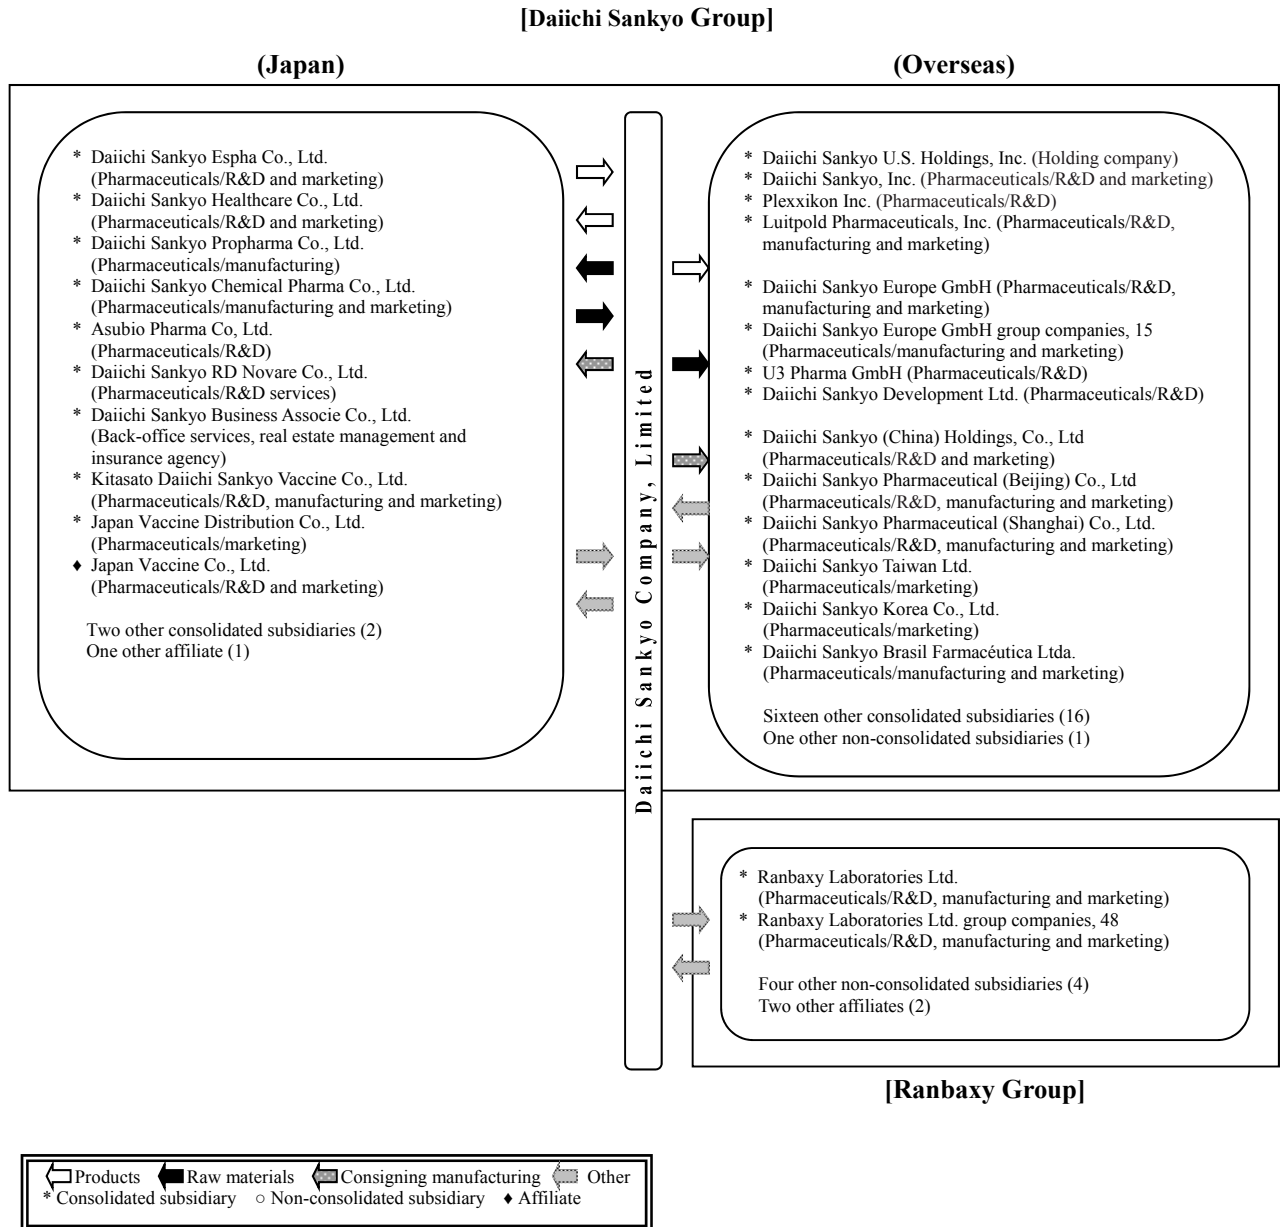 [Daiichi Sankyo Group]
(Japan)
(Overseas)
* Daiichi Sankyo Espha Co., Ltd.
(Pharmaceuticals/R&D and marketing)
* Daiichi Sankyo Healthcare Co., Ltd.
(Pharmaceuticals/R&D and marketing)
* Daiichi Sankyo Propharma Co., Ltd.
(Pharmaceuticals/manufacturing)
* Daiichi Sankyo Chemical Pharma Co., Ltd.
(Pharmaceuticals/manufacturing and marketing)
* Asubio Pharma Co, Ltd.
(Pharmaceuticals/R&D)
* Daiichi Sankyo RD Novare Co., Ltd.
(Pharmaceuticals/R&D services)
* Daiichi Sankyo Business Associe Co., Ltd.
(Back-office services, real estate management and
insurance agency)
* Kitasato Daiichi Sankyo Vaccine Co., Ltd.
(Pharmaceuticals/R&D, manufacturing and marketing)
* Japan Vaccine Distribution Co., Ltd.
(Pharmaceuticals/marketing)
♦ Japan Vaccine Co., Ltd.
(Pharmaceuticals/R&D and marketing)
Two other consolidated subsidiaries (2)
One other affiliate (1)
Daiichi Sankyo Company, Limited
* Daiichi Sankyo U.S. Holdings, Inc. (Holding company)
* Daiichi Sankyo, Inc. (Pharmaceuticals/R&D and marketing)
* Plexxikon Inc. (Pharmaceuticals/R&D)
* Luitpold Pharmaceuticals, Inc. (Pharmaceuticals/R&D,
manufacturing and marketing)
* Daiichi Sankyo Europe GmbH (Pharmaceuticals/R&D,
manufacturing and marketing)
* Daiichi Sankyo Europe GmbH group companies, 15
(Pharmaceuticals/manufacturing and marketing)
* U3 Pharma GmbH (Pharmaceuticals/R&D)
* Daiichi Sankyo Development Ltd. (Pharmaceuticals/R&D)
* Daiichi Sankyo (China) Holdings, Co., Ltd
(Pharmaceuticals/R&D and marketing)
* Daiichi Sankyo Pharmaceutical (Beijing) Co., Ltd
(Pharmaceuticals/R&D, manufacturing and marketing)
* Daiichi Sankyo Pharmaceutical (Shanghai) Co., Ltd.
(Pharmaceuticals/R&D, manufacturing and marketing)
* Daiichi Sankyo Taiwan Ltd.
(Pharmaceuticals/marketing)
* Daiichi Sankyo Korea Co., Ltd.
(Pharmaceuticals/marketing)
* Daiichi Sankyo Brasil Farmacéutica Ltda.
(Pharmaceuticals/manufacturing and marketing)
Sixteen other consolidated subsidiaries (16)
One other non-consolidated subsidiaries (1)
* Ranbaxy Laboratories Ltd.
(Pharmaceuticals/R&D, manufacturing and marketing)
* Ranbaxy Laboratories Ltd. group companies, 48
(Pharmaceuticals/R&D, manufacturing and marketing)
Four other non-consolidated subsidiaries (4)
Two other affiliates (2)
[Ranbaxy Group]
Products Raw materials Consigning manufacturing Other
* Consolidated subsidiary ○ Non-consolidated subsidiary ♦ Affiliate